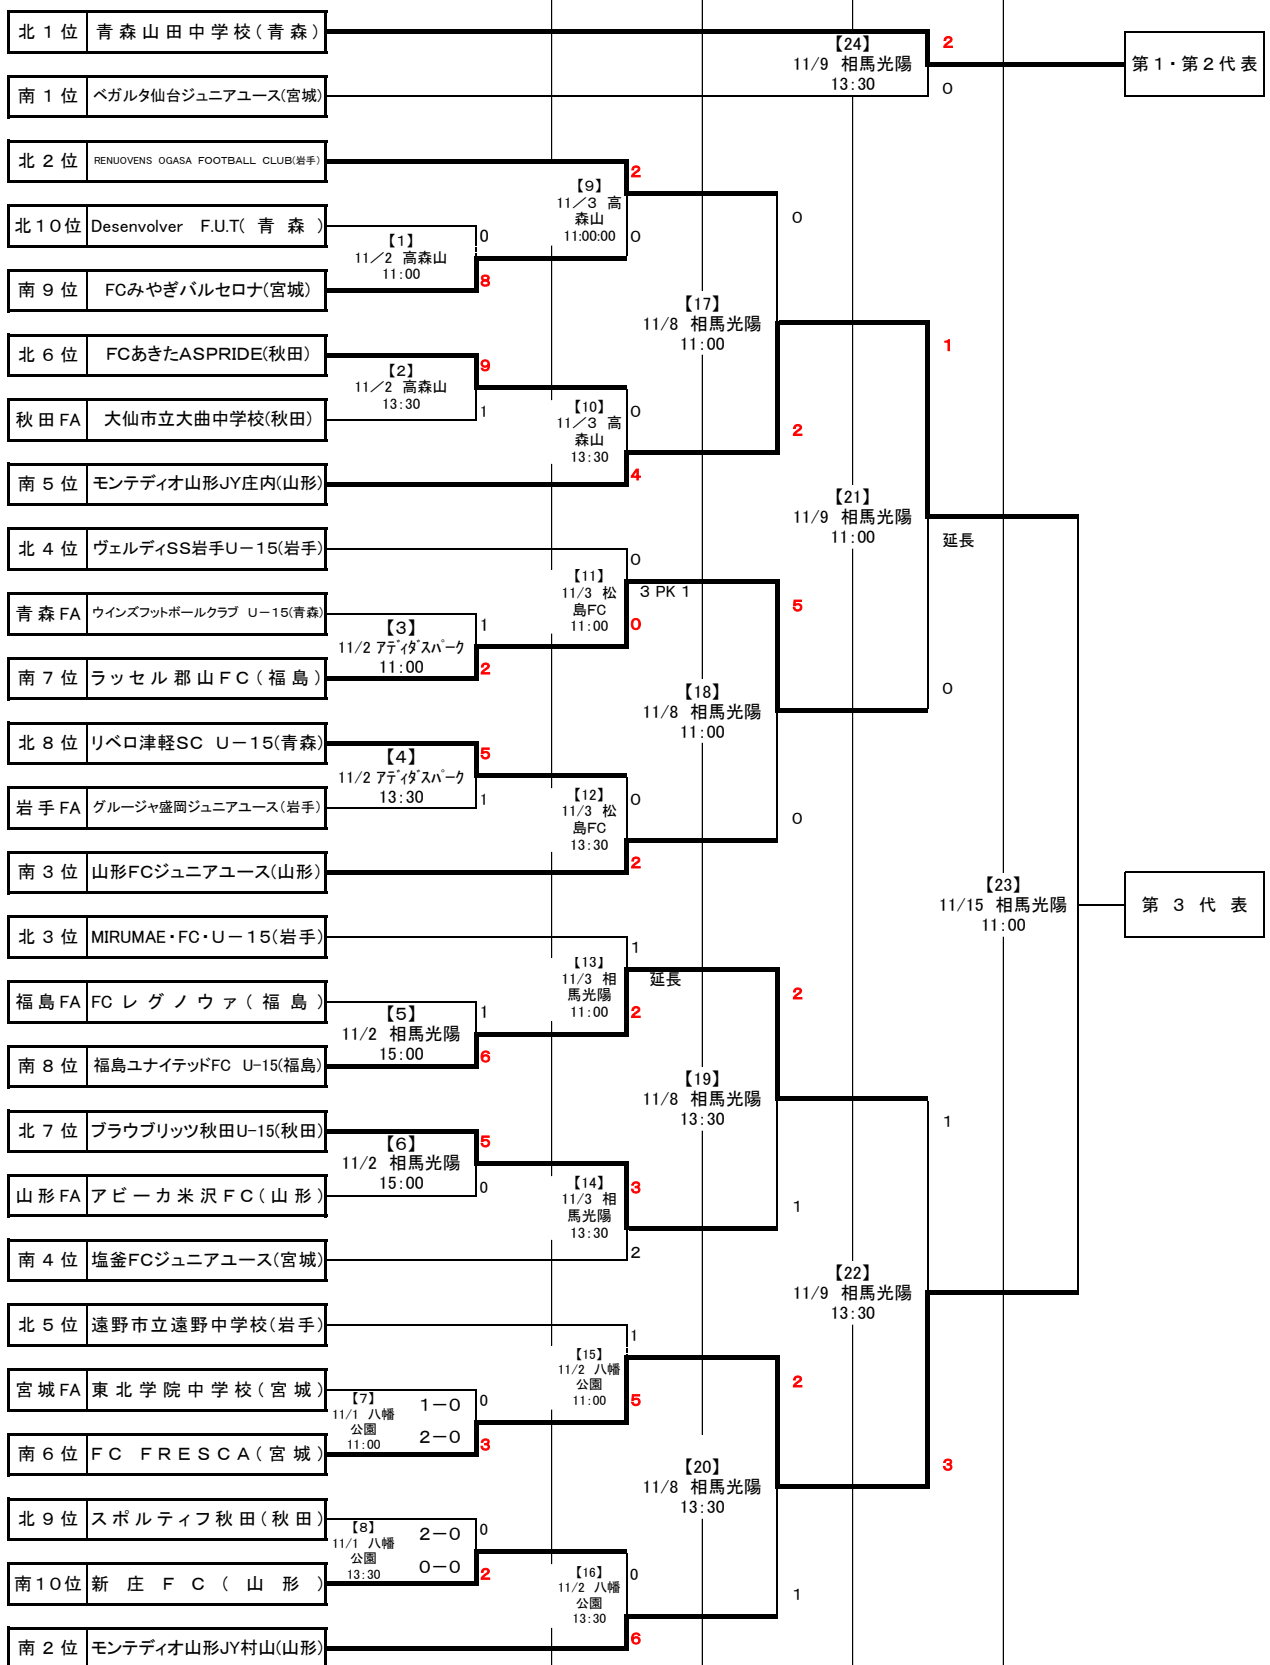 北１位 青森山田中学校(青森)
【24】
11/9 相馬光陽
13:30
2
0
第１・第２代表
南１位 ベガルタ仙台ジュニアユース(宮城)
北２位 RENUOVENS OGASA FOOTBALL CLUB(岩手)
【9】
11／3 高
森山
11:00:00
2
0
0
北１０位 Desenvolver F.U.T(青森)
【1】
11／2 高森山
11:00
0
8
南９位 FCみやぎバルセロナ(宮城)
【17】
11/8 相馬光陽
11:00
北６位 FCあきたASPRIDE(秋田)
【2】
11／2 高森山
13:30
9
1
1
秋田FA 大仙市立大曲中学校(秋田)
【10】
11／3 高
森山
13:30
0
4
2
南５位 モンテディオ山形JY庄内(山形)
【21】
11/9 相馬光陽
11:00
延長
北４位 ヴェルディSS岩手U－15(岩手)
【11】
11/3 松
島FC
11:00
0
3 PK 1
0
5
青森FA ウインズフットボールクラブ U－15(青森)
【3】
11/2 アディダスパーク
11:00
1
2
南７位 ラッセル郡山FC(福島)
【18】
11/8 相馬光陽
11:00
0
北８位 リベロ津軽SC U－15(青森)
【4】
11/2 アディダスパーク
13:30
5
1
岩手FA グルージャ盛岡ジュニアユース(岩手)
【12】
11/3 松
島FC
13:30
0
2
0
南３位 山形FCジュニアユース(山形)
【23】
11/15 相馬光陽
11:00
第３代表
北３位 MIRUMAE・FC・U－15(岩手)
【13】
11/3 相
馬光陽
11:00
1
延長
2
2
福島FA FCレグノウァ(福島)
【5】
11/2 相馬光陽
15:00
1
6
南８位 福島ユナイテッドFC U-15(福島)
【19】
11/8 相馬光陽
13:30
1
北７位 ブラウブリッツ秋田U-15(秋田)
【6】
11/2 相馬光陽
15:00
5
0
山形FA アビーカ米沢FC(山形)
【14】
11/3 相
馬光陽
13:30
3
2
1
南４位 塩釜FCジュニアユース(宮城)
【22】
11/9 相馬光陽
13:30
北５位 遠野市立遠野中学校(岩手)
【15】
11/2 八幡
公園
11:00
1
5
2
宮城FA 東北学院中学校(宮城)
【7】
11/1 八幡
公園
11:00
1－0
2－0
0
3
南６位 FC FRESCA(宮城)
【20】
11/8 相馬光陽
13:30
3
北９位 スポルティフ秋田(秋田)
【8】
11/1 八幡
公園
13:30
2－0
0－0
0
2
南１０位 新庄FC(山形)
【16】
11/2 八幡
公園
13:30
0
6
1
南２位 モンテディオ山形JY村山(山形)